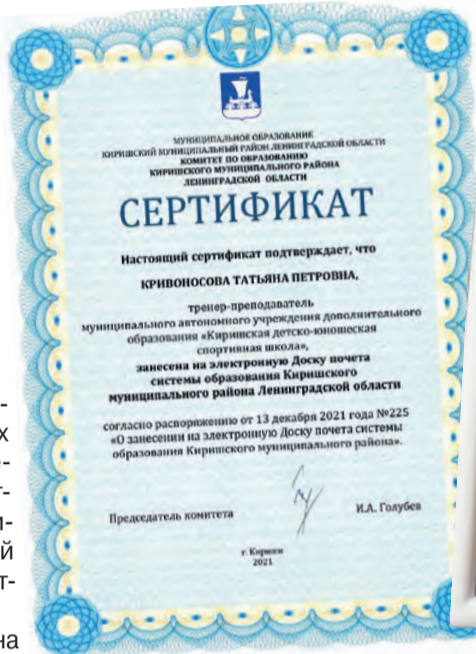 МУНИЦИПАЛЬНОЕ ОБРАЗОВАНИЕ
КИРИШСКИЙ МУНИЦИПАЛЬНЫЙ РАЙОН ЛЕНИНГРАДСКОЙ ОБЛАСТИ
КОМИТЕТ ПО ОБРАЗОВАНИЮ
КИРИШСКОГО МУНИЦИПАЛЬНОГО РАЙОНА
ЛЕНИНГРАДСКОЙ ОБЛАСТИ
СЕРТИФИКАТ
Настоящий сертификат подтверждает, что
КРИВОНОСОВА ТАТЬЯНА ПЕТРОВНА,
тренер-преподаватель
муниципального автономного учреждения дополнительного
образования «Киришская детско-юношеская
спортивная школа»,
занесена на электронную Доску почета
системы образования Киришского
муниципального района Ленинградской области
согласно распоряжению от 13 декабря 2021 года №225
«О занесении на электронную Доску почета системы
образования Киришского муниципального района».
Председатель комитета И.А. Голубев
г. Кириши
2021
-
х
е-
т-
и-
й
т-
на